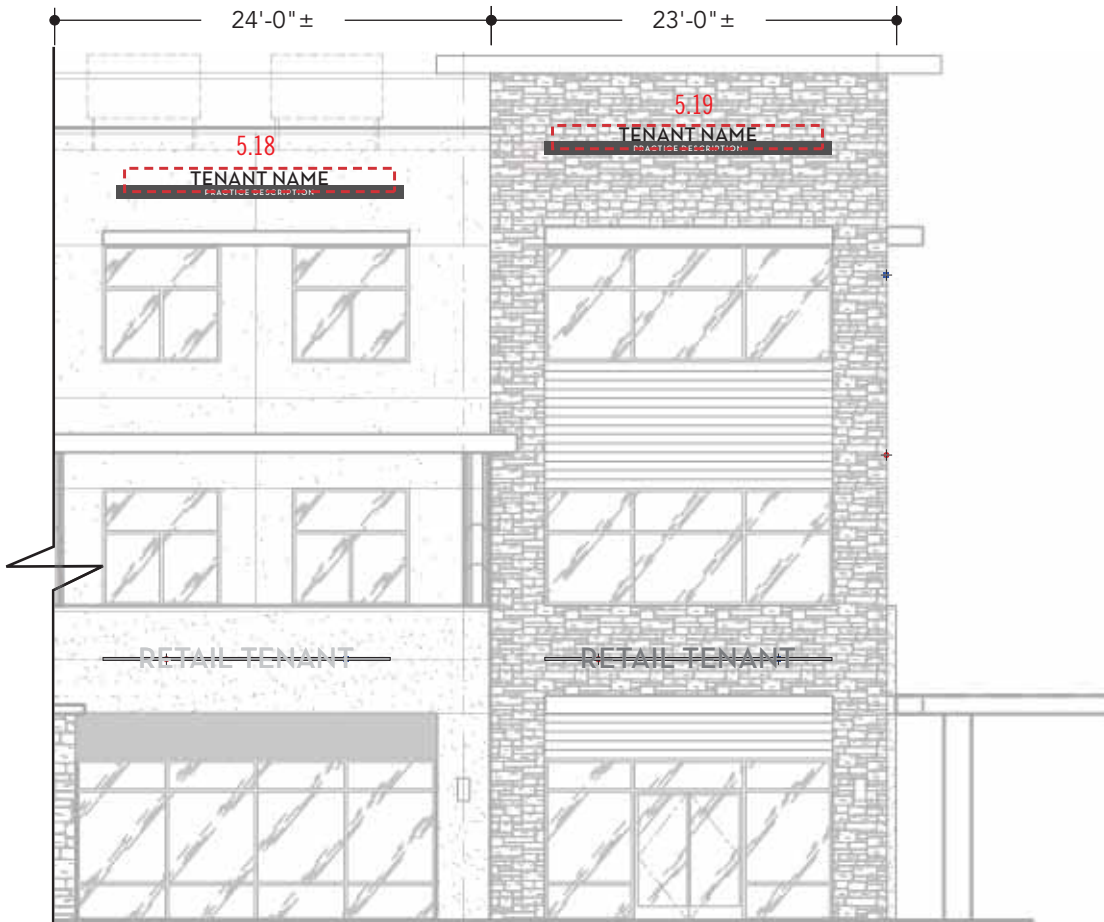 24'-0"± 23'-0"±
5.19
TENANT NAME
PRACTICE DESCRIPTION
5.18
TENANT NAME
PRACTICE DESCRIPTION
RETAIL TENANT RETAIL TENANT